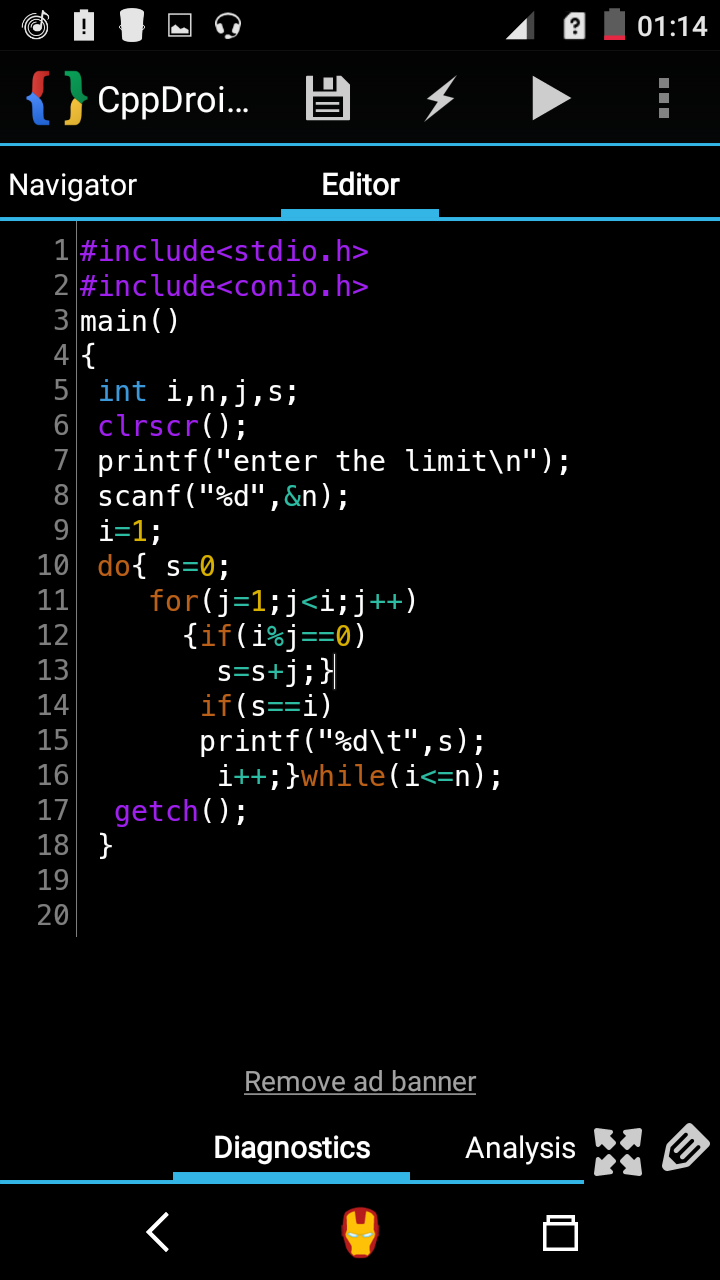 01:14
CppDroi...
Navigator Editor
1 #include<stdio.h>
2 #include<conio.h>
3 main()
4 {
5 int i,n,j,s;
6 clrscr();
7 printf("enter the limit\n");
8 scanf("%d",&n);
9 i=1;
10 do{ s=0;
11 for(j=1;j<i;j++)
12 {if(i%j==0)
13 s=s+j;}
14 if(s==i)
15 printf("%d\t",s);
16 i++;}while(i<=n);
17 getch();
18 }
19
20
Remove ad banner
Diagnostics Analysis